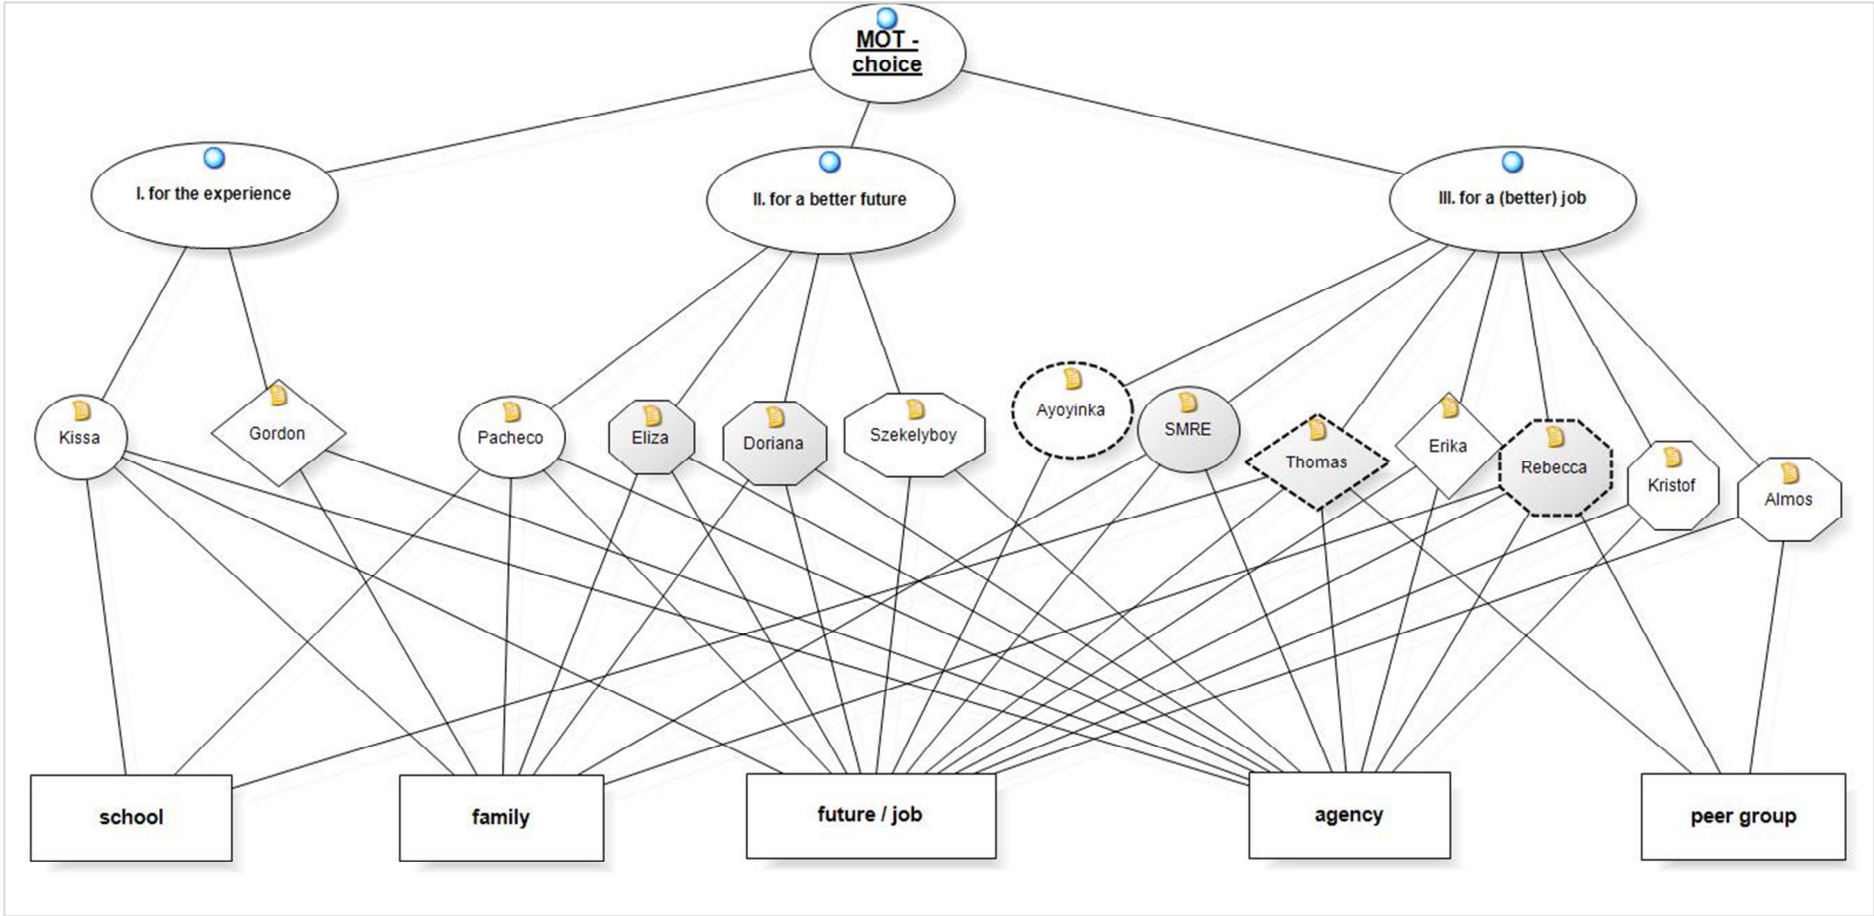 MOT -
choice
I. for the experience
II. for a better future
III. for a (better) job
Kissa
Gordon
Pacheco
Eliza
Doriana
Szekelyboy
Ayoyinka
SMRE
Thomas
Erika
Rebecca
Kristof
Almos
school
family
future / job
agency
peer group